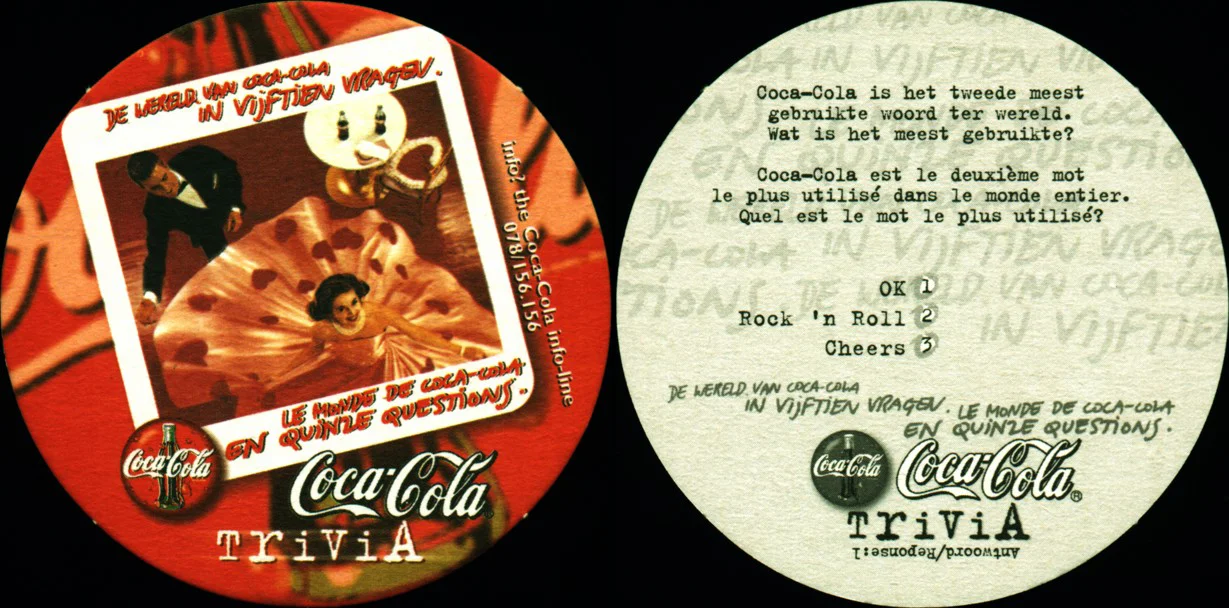 DE WERELD VAN COCA-COLA
IN VIJFTIEN VRAGEN.
info? the Coca-Cola info-line
078/156.156
LE MONDE DE COCA-COLA
EN QUINZE QUESTIONS.
Coca-Cola
Coca-Cola
TRiViA
Coca-Cola is het tweede meest
gebruikte woord ter wereld.
Wat is het meest gebruikte?
Coca-Cola est le deuxième mot
le plus utilisé dans le monde entier.
Quel est le mot le plus utilisé?
OK 1
Rock 'n Roll 2
Cheers 3
DE WERELD VAN COCA-COLA
IN VIJFTIEN VRAGEN.
LE MONDE DE COCA-COLA
EN QUINZE QUESTIONS.
Coca-Cola
Coca-Cola®
TRiViA
Antwoord/Reponse:1